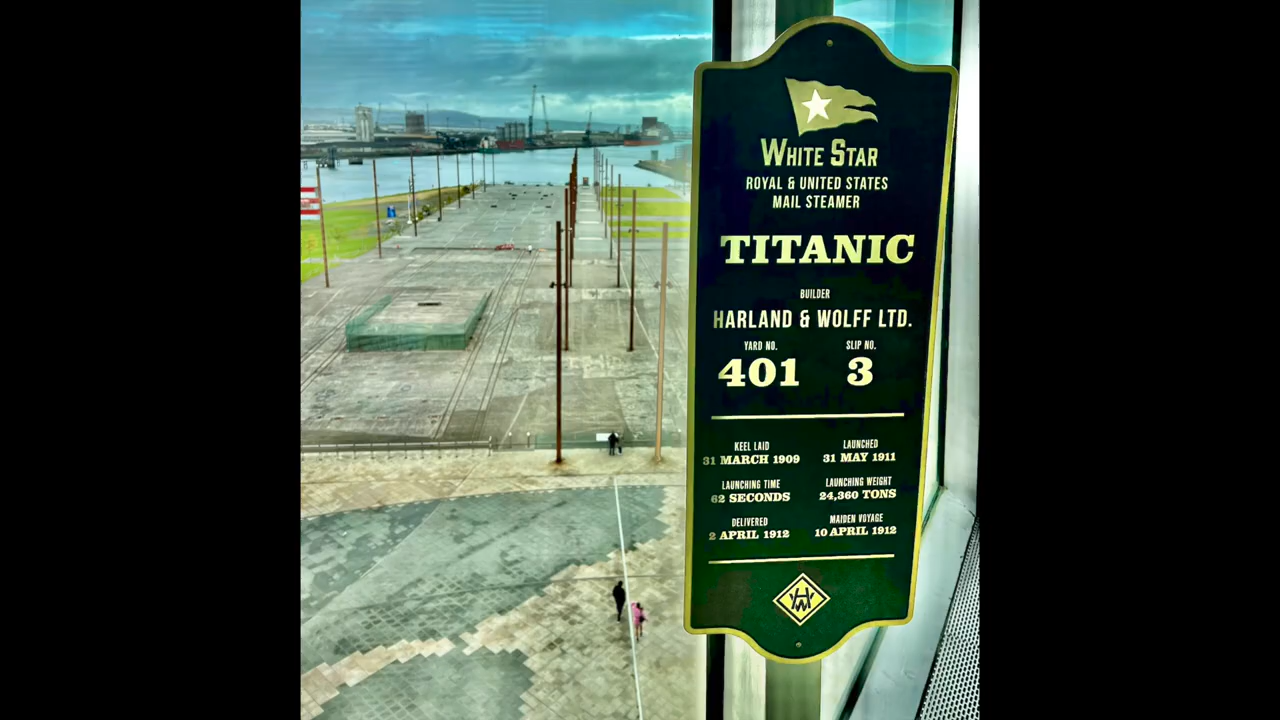 WHITE STAR
ROYAL & UNITED STATES
MAIL STEAMER
TITANIC
BUILDER
HARLAND & WOLFF LTD.
YARD NO. SLIP NO.
401 3
KEEL LAID LAUNCHED
31 MARCH 1909 31 MAY 1911
LAUNCHING TIME LAUNCHING WEIGHT
62 SECONDS 24,360 TONS
DELIVERED MAIDEN VOYAGE
2 APRIL 1912 10 APRIL 1912
HW